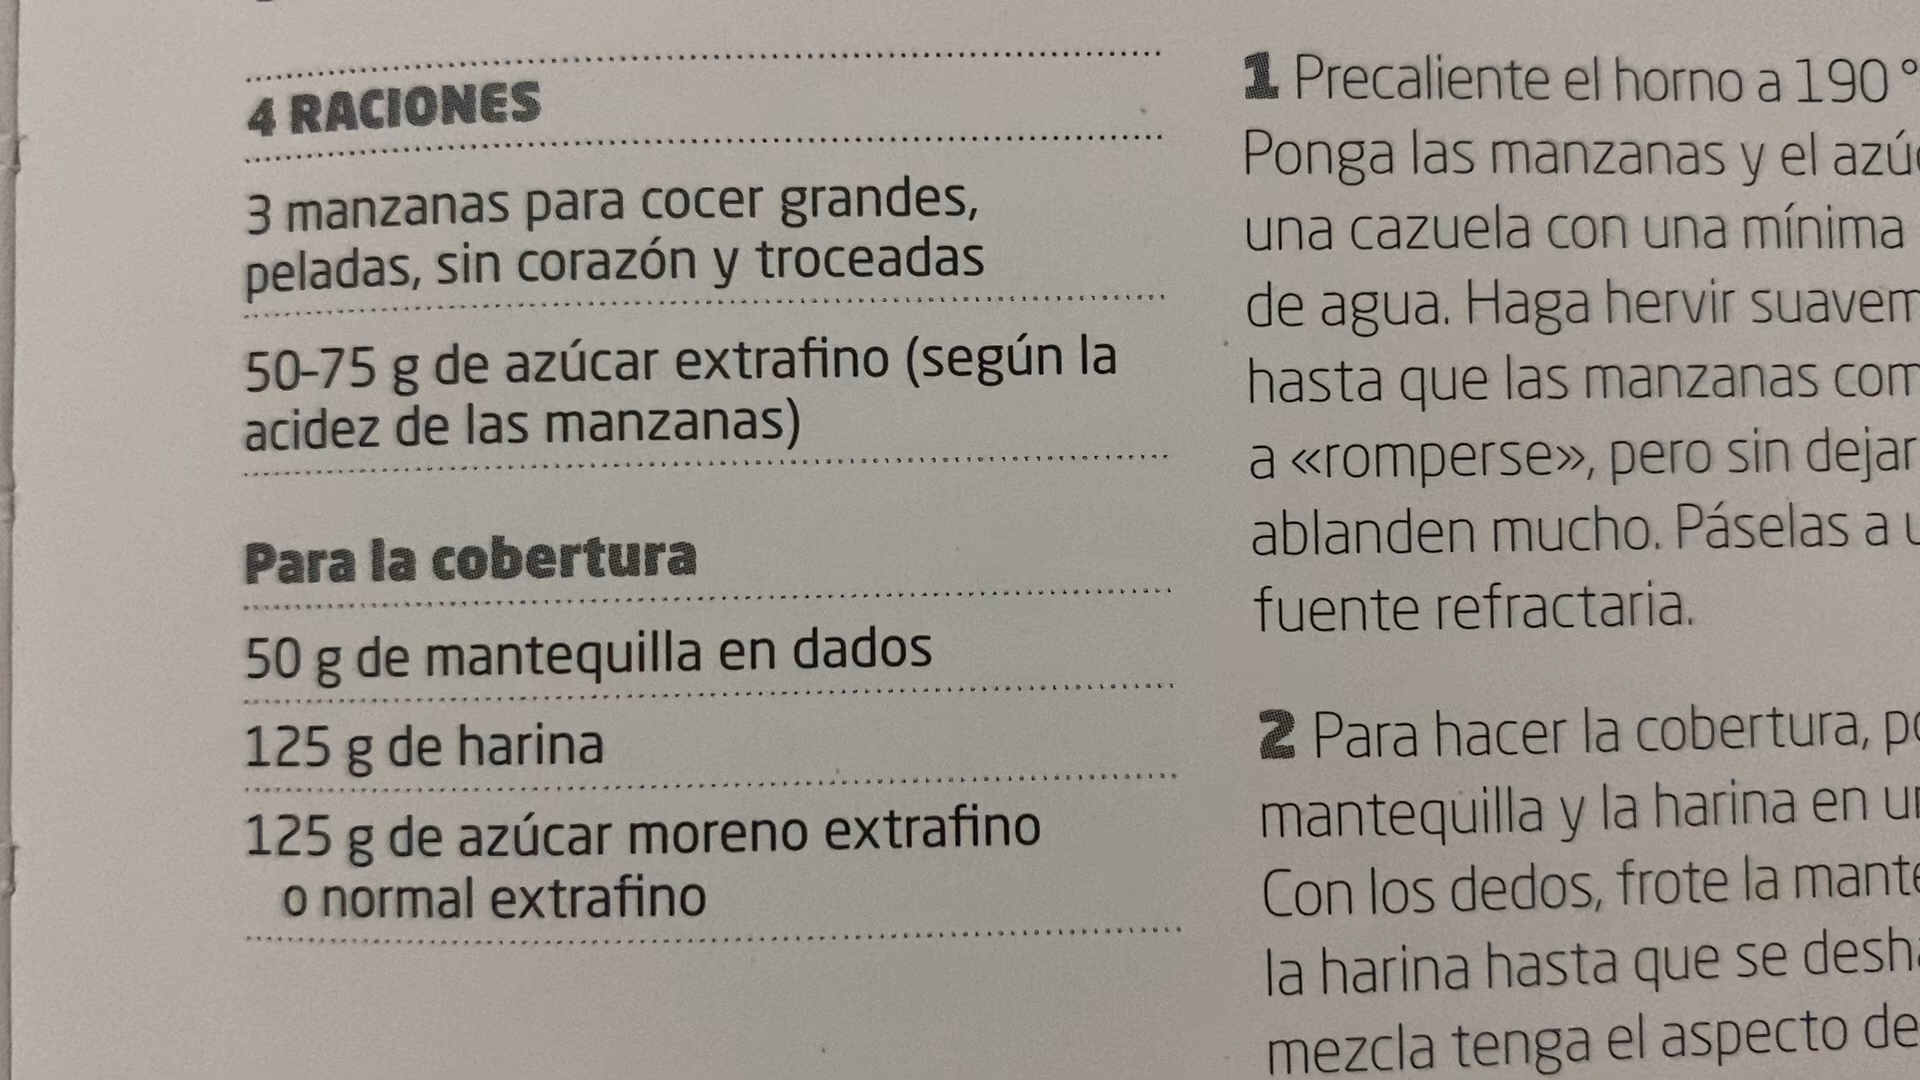 4 RACIONES
3 manzanas para cocer grandes,
peladas, sin corazón y troceadas
50-75 g de azúcar extrafino (según la
acidez de las manzanas)
Para la cobertura
50 g de mantequilla en dados
125 g de harina
125 g de azúcar moreno extrafino
o normal extrafino
1 Precaliente el horno a 190 °
Ponga las manzanas y el
una cazuela con una mínima
de agua. Haga hervir
hasta que las manzanas
a «romperse», pero sin dejar
ablanden mucho. Páselas a
fuente refractaria.
2 Para hacer la cobertura,
mantequilla y la harina en
Con los dedos, frote la
la harina hasta que se
mezcla tenga el aspecto de